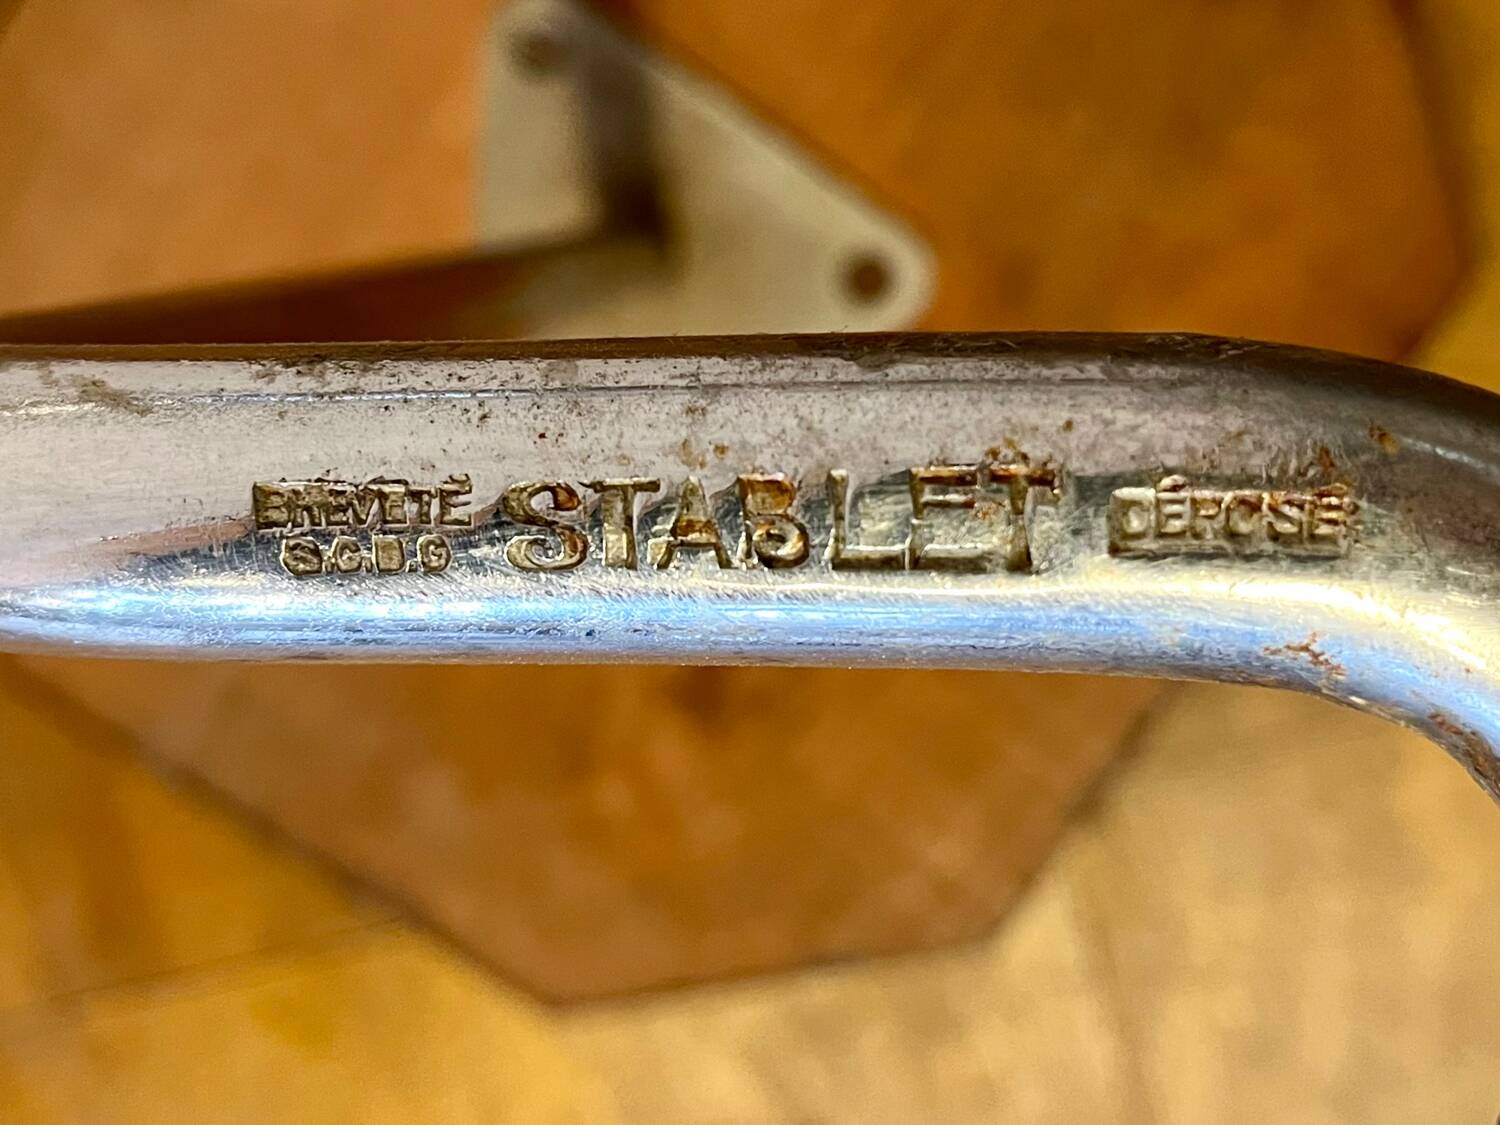 BREVETÉ
S.G.D.G
STABLET
DÉPOSÉ